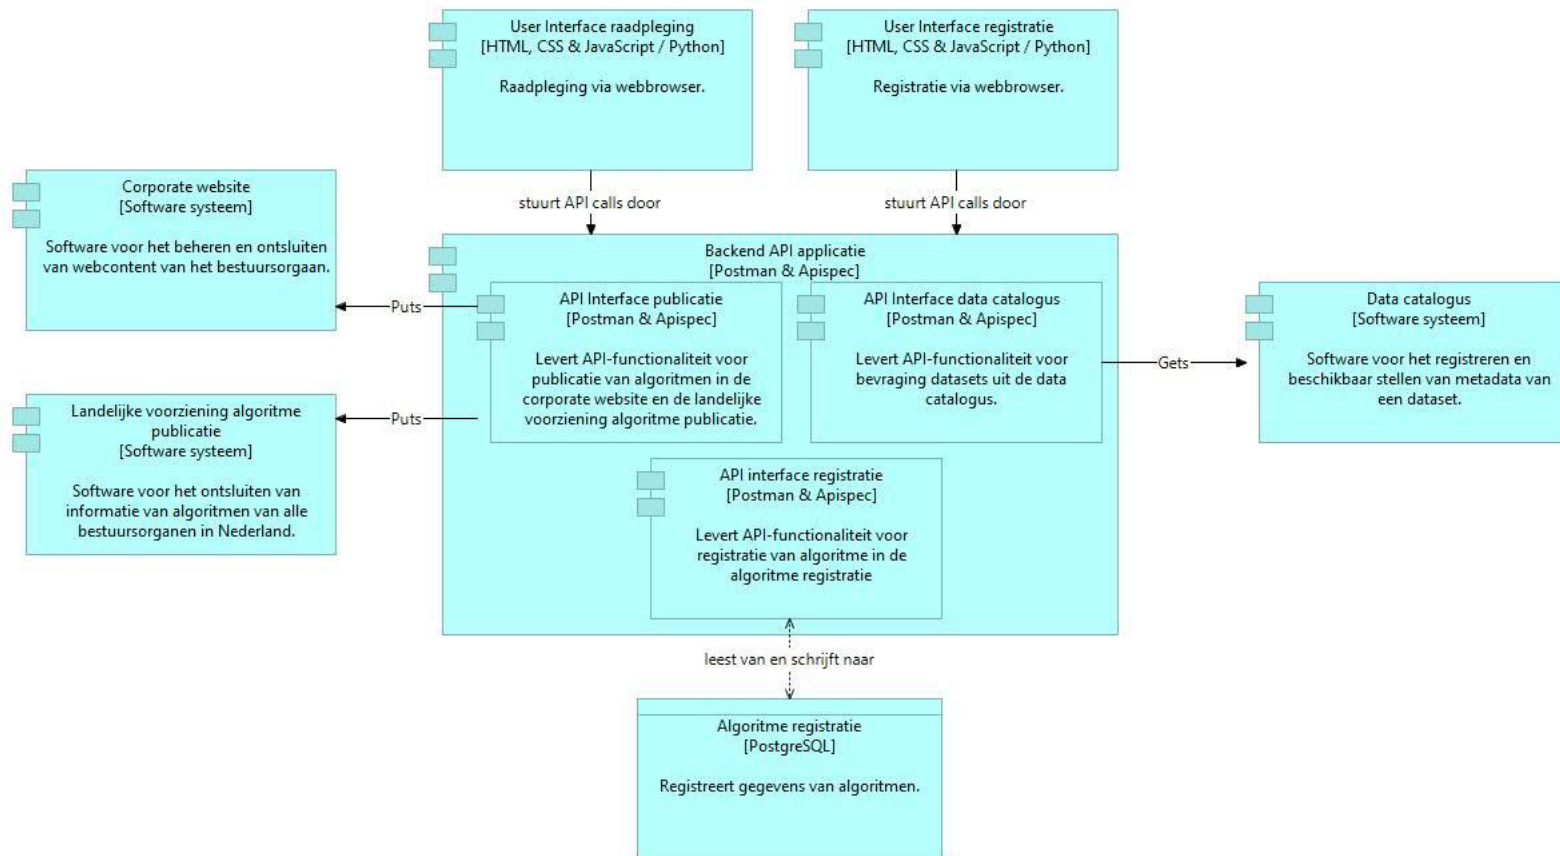 User Interface raadpleging
[HTML, CSS & JavaScript / Python]
Raadpleging via webbrowser.
User Interface registratie
[HTML, CSS & JavaScript / Python]
Registratie via webbrowser.
stuurt API calls door
stuurt API calls door
Corporate website
[Software systeem]
Software voor het beheren en ontsluiten
van webcontent van het bestuursorgaan.
Puts
Landelijke voorziening algoritme
publicatie
[Software systeem]
Software voor het ontsluiten van
informatie van algoritmen van alle
bestuursorganen in Nederland.
Puts
Backend API applicatie
[Postman & Apispec]
API Interface publicatie
[Postman & Apispec]
Levert API-functionaliteit voor
publicatie van algoritmen in de
corporate website en de landelijke
voorziening algoritme publicatie.
API Interface data catalogus
[Postman & Apispec]
Levert API-functionaliteit voor
bevraging datasets uit de data
catalogus.
Gets
Data catalogus
[Software systeem]
Software voor het registreren en
beschikbaar stellen van metadata van
een dataset.
API interface registratie
[Postman & Apispec]
Levert API-functionaliteit voor
registratie van algoritme in de
algoritme registratie
leest van en schrijft naar
Algoritme registratie
[PostgreSQL]
Registreert gegevens van algoritmen.